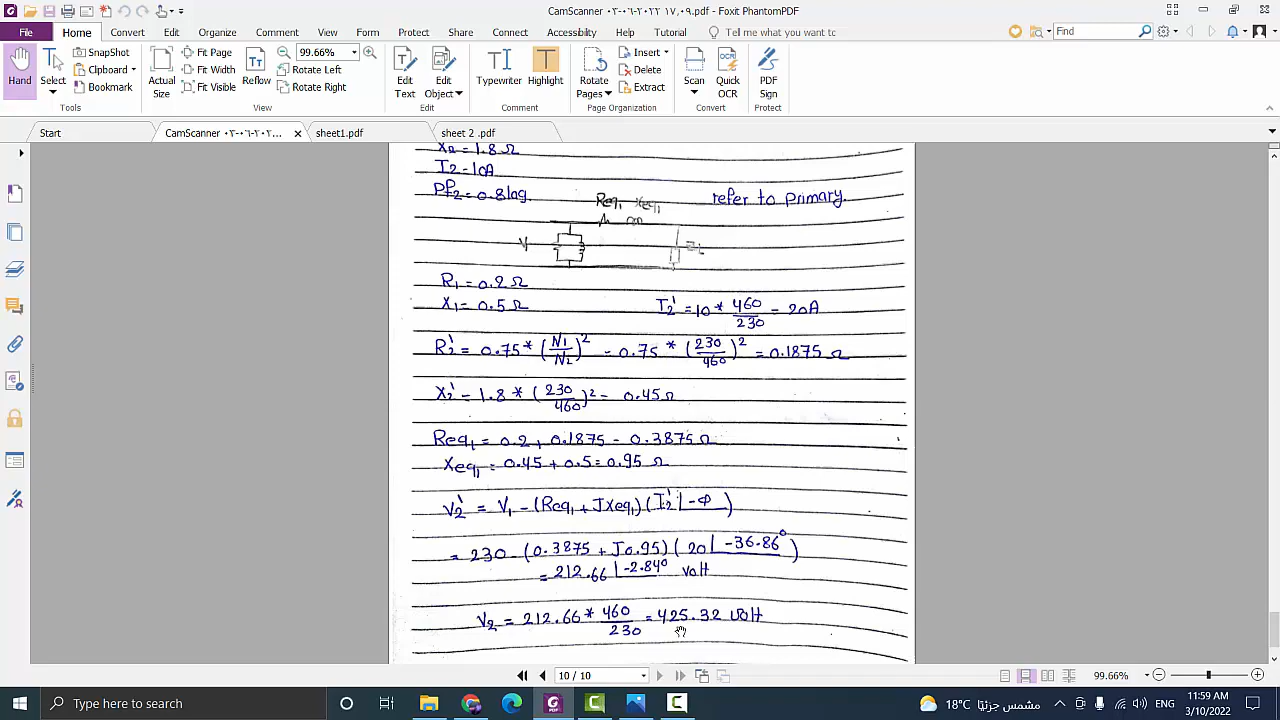 CamScanner ٠٣-٠٦-٢٠٢٢ ١٧,٠٩.pdf - Foxit PhantomPDF
File Home Convert Edit Organize Comment View Form Protect Share Connect Accessibility Help Tutorial Tell me what you want to Find
SnapShot
Clipboard
Bookmark
Hand Select
Actual Size
Fit Page
Fit Width
Fit Visible
Reflow
99.66%
Rotate Left
Rotate Right
Edit Text
Edit Object
Typewriter
Highlight
Rotate Pages
Insert
Delete
Extract
Scan
Quick OCR
PDF Sign
Tools View Edit Comment Page Organization Convert Protect
Start CamScanner ٠٣-٠٦-٢٠٢... sheet1.pdf sheet 2 .pdf
X2 = 1.8 Ω
I2 = 10A
Pf2 = 0.8 lag.
Req1 Xeq1 refer to primary.
V ZL
R1 = 0.2 Ω
X1 = 0.5 Ω I2' = 10 * 460/230 = 20A
R2' = 0.75 * (N1/N2)² = 0.75 * (230/460)² = 0.1875 Ω
X2' = 1.8 * (230/460)² = 0.45 Ω
Req1 = 0.2 + 0.1875 = 0.3875 Ω
Xeq1 = 0.45 + 0.5 = 0.95 Ω
V2' = V1 - (Req1 + JXeq1)(I2' ∠-Φ)
= 230 - (0.3875 + J0.95)(20 ∠-36.86°)
= 212.66 ∠-2.84° volt
V2 = 212.66 * 460/230 = 425.32 volt
10 / 10 99.66%
Type here to search 18°C مشمس جزئيًا ENG 11:59 AM
3/10/2022